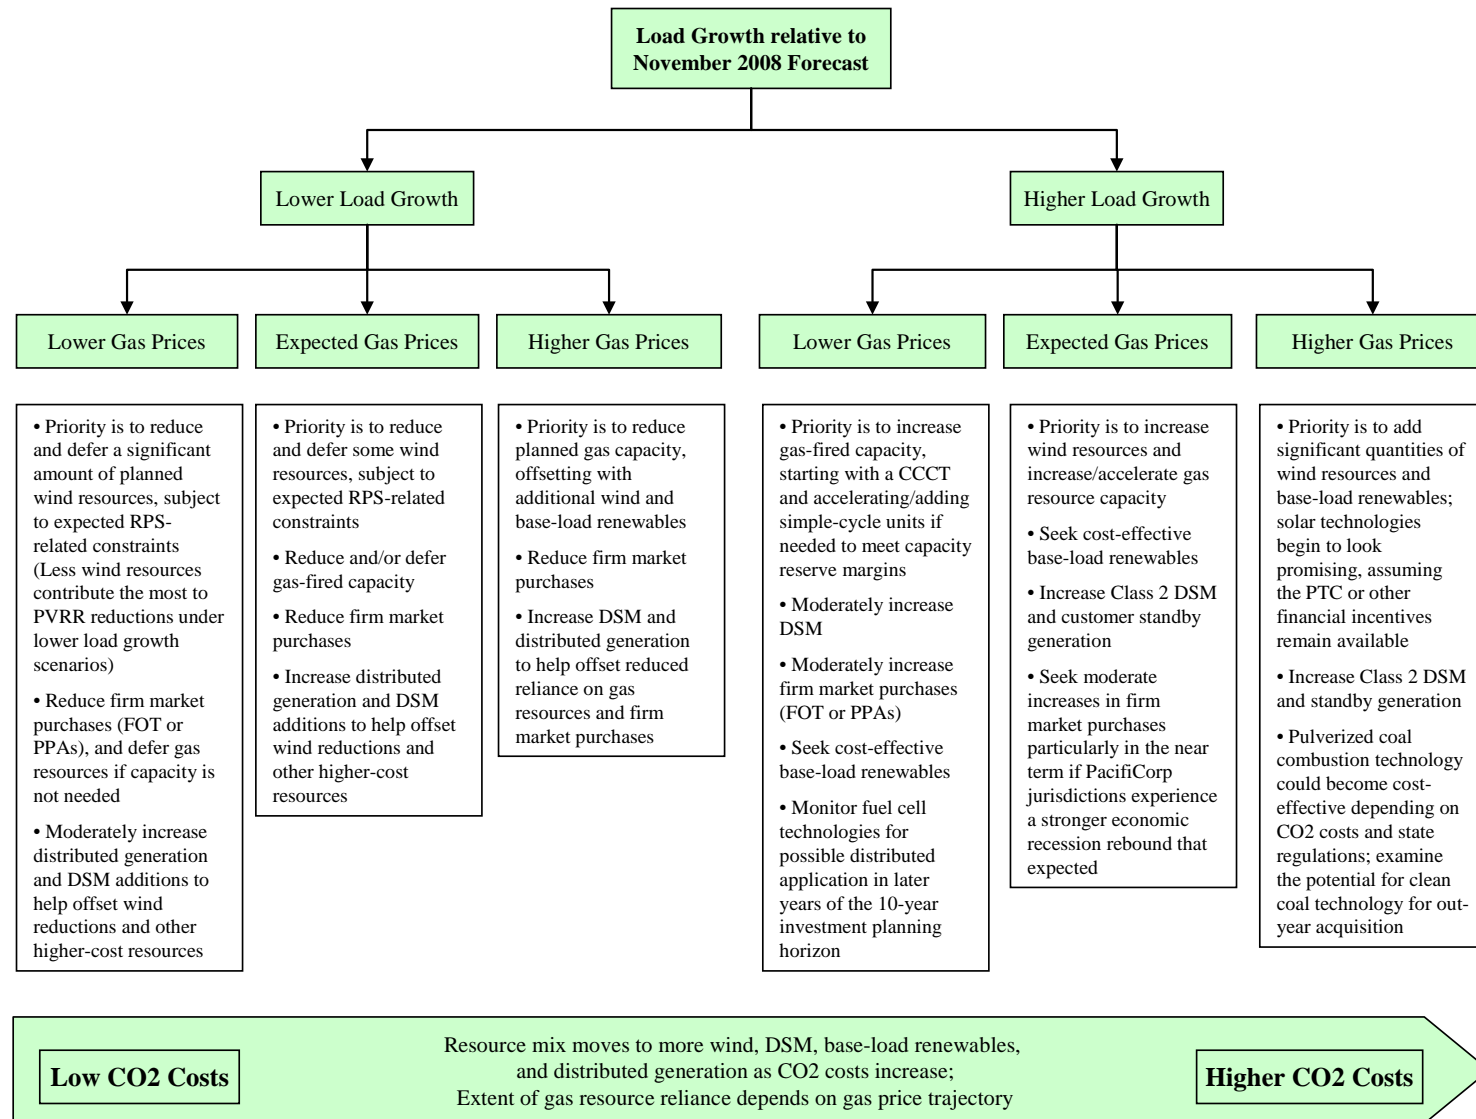 Load Growth relative to
November 2008 Forecast
Lower Load Growth
Higher Load Growth
Lower Gas Prices
Expected Gas Prices
Higher Gas Prices
Lower Gas Prices
Expected Gas Prices
Higher Gas Prices
• Priority is to reduce
and defer a significant
amount of planned
wind resources, subject
to expected RPS-
related constraints
(Less wind resources
contribute the most to
PVRR reductions under
lower load growth
scenarios)
• Reduce firm market
purchases (FOT or
PPAs), and defer gas
resources if capacity is
not needed
• Moderately increase
distributed generation
and DSM additions to
help offset wind
reductions and other
higher-cost resources
• Priority is to reduce
and defer some wind
resources, subject to
expected RPS-related
constraints
• Reduce and/or defer
gas-fired capacity
• Reduce firm market
purchases
• Increase distributed
generation and DSM
additions to help offset
wind reductions and
other higher-cost
resources
• Priority is to reduce
planned gas capacity,
offsetting with
additional wind and
base-load renewables
• Reduce firm market
purchases
• Increase DSM and
distributed generation
to help offset reduced
reliance on gas
resources and firm
market purchases
• Priority is to increase
gas-fired capacity,
starting with a CCCT
and accelerating/adding
simple-cycle units if
needed to meet capacity
reserve margins
• Moderately increase
DSM
• Moderately increase
firm market purchases
(FOT or PPAs)
• Seek cost-effective
base-load renewables
• Monitor fuel cell
technologies for
possible distributed
application in later
years of the 10-year
investment planning
horizon
• Priority is to increase
wind resources and
increase/accelerate gas
resource capacity
• Seek cost-effective
base-load renewables
• Increase Class 2 DSM
and customer standby
generation
• Seek moderate
increases in firm
market purchases
particularly in the near
term if PacifiCorp
jurisdictions experience
a stronger economic
recession rebound that
expected
• Priority is to add
significant quantities of
wind resources and
base-load renewables;
solar technologies
begin to look
promising, assuming
the PTC or other
financial incentives
remain available
• Increase Class 2 DSM
and standby generation
• Pulverized coal
combustion technology
could become cost-
effective depending on
CO2 costs and state
regulations; examine
the potential for clean
coal technology for out-
year acquisition
Low CO2 Costs
Resource mix moves to more wind, DSM, base-load renewables,
and distributed generation as CO2 costs increase;
Extent of gas resource reliance depends on gas price trajectory
Higher CO2 Costs